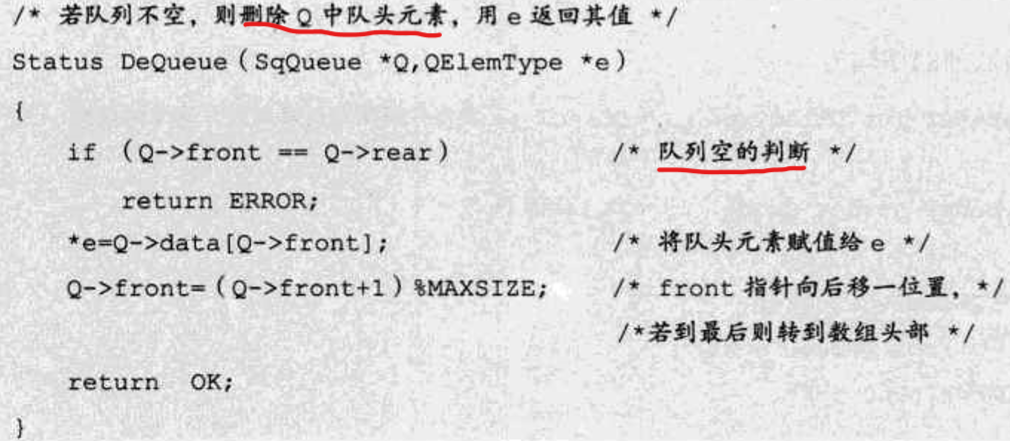 /* 若队列不空，则删除 Q 中队头元素，用 e 返回其值 */
Status DeQueue(SqQueue *Q,QElemType *e)
{
if (Q->front == Q->rear) /* 队列空的判断 */
return ERROR;
*e=Q->data[Q->front]; /* 将队头元素赋值给 e */
Q->front=(Q->front+1)%MAXSIZE; /* front 指针向后移一位置，*/
/*若到最后则转到数组头部 */
return OK;
}